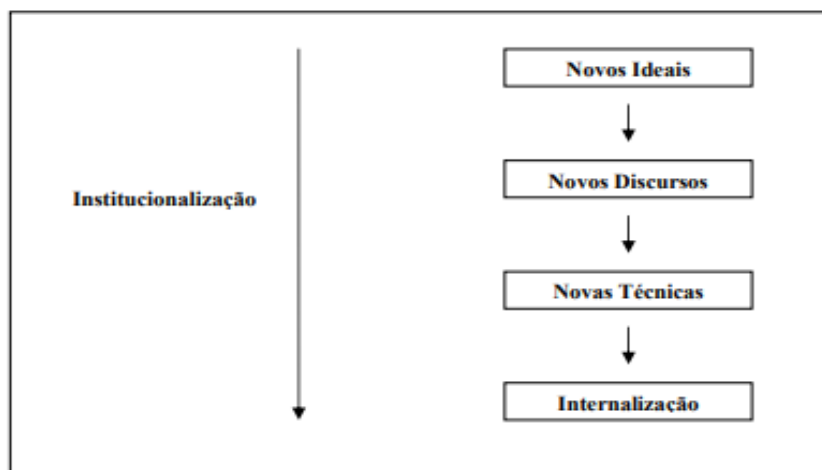 Novos Ideais
Novos Discursos
Institucionalização
Novas Técnicas
Internalização